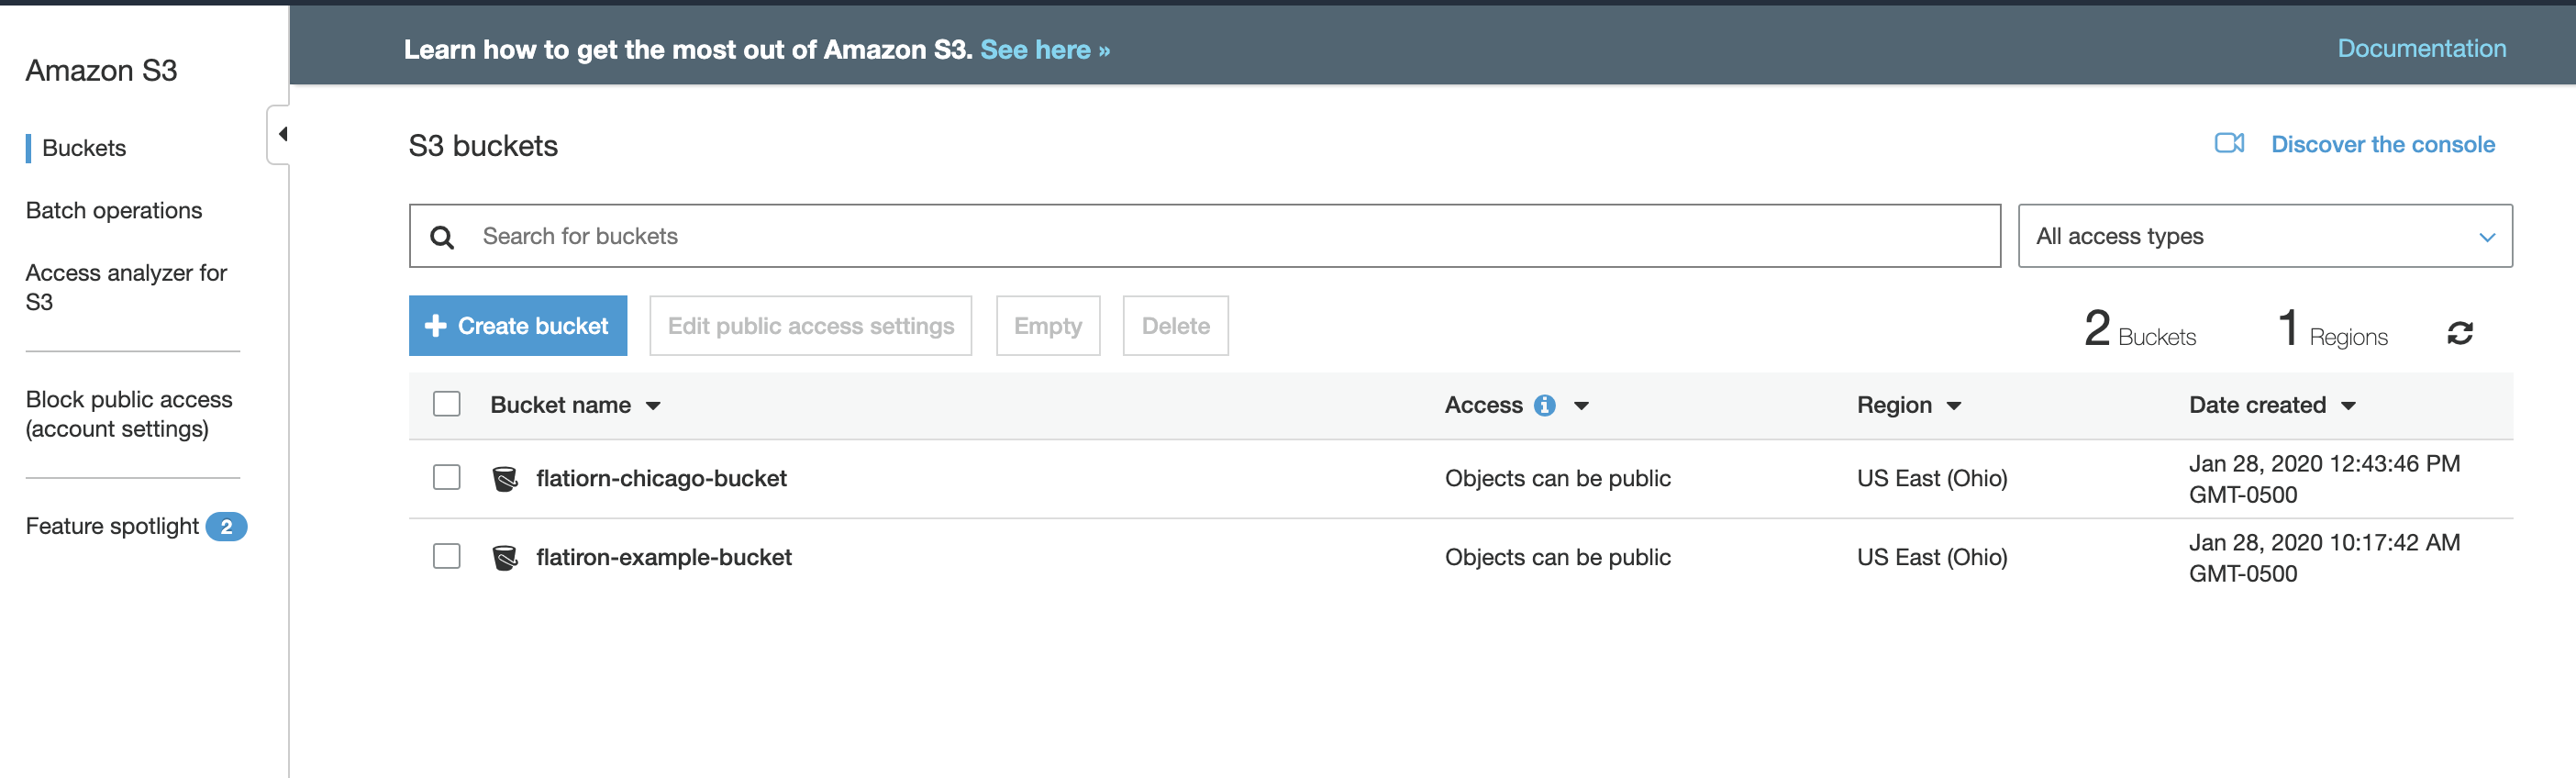 Learn how to get the most out of Amazon S3. See here »
Documentation
Amazon S3
Buckets
Batch operations
Access analyzer for
S3
Block public access
(account settings)
Feature spotlight 2
S3 buckets
Discover the console
Search for buckets
All access types
Create bucket
Edit public access settings
Empty
Delete
2 Buckets
1 Regions
Bucket name
Access
Region
Date created
flatiorn-chicago-bucket
Objects can be public
US East (Ohio)
Jan 28, 2020 12:43:46 PM
GMT-0500
flatiron-example-bucket
Objects can be public
US East (Ohio)
Jan 28, 2020 10:17:42 AM
GMT-0500